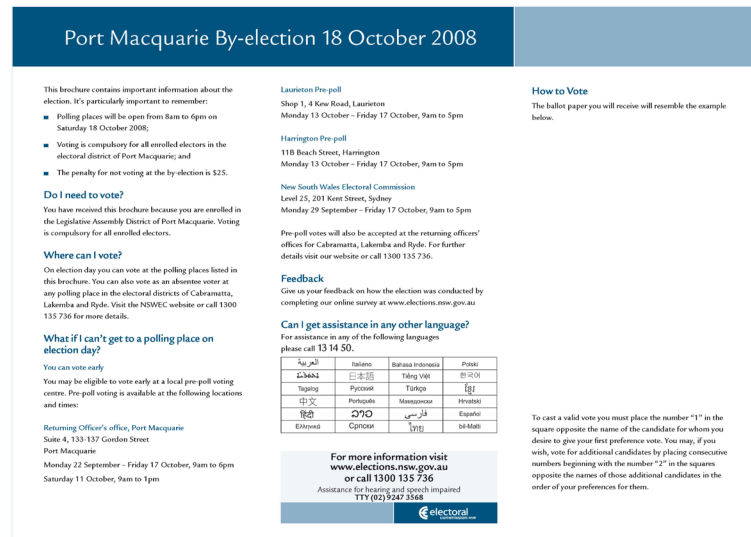 Port Macquarie By-election 18 October 2008
This brochure contains important information about the
election. It's particularly important to remember:
Polling places will be open from 8am to 6pm on
Saturday 18 October 2008;
Voting is compulsory for all enrolled electors in the
electoral district of Port Macquarie; and
The penalty for not voting at the by-election is $25.
Do I need to vote?
You have received this brochure because you are enrolled in
the Legislative Assembly District of Port Macquarie. Voting
is compulsory for all enrolled electors.
Where can I vote?
On election day you can vote at the polling places listed in
this brochure. You can also vote as an absentee voter at
any polling place in the electoral districts of Cabramatta,
Lakemba and Ryde. Visit the NSWEC website or call 1300
135 736 for more details.
What if I can't get to a polling place on
election day?
You can vote early
You may be eligible to vote early at a local pre-poll voting
centre. Pre-poll voting is available at the following locations
and times:
Returning Officer's office, Port Macquarie
Suite 4, 133-137 Gordon Street
Port Macquarie
Monday 22 September – Friday 17 October, 9am to 6pm
Saturday 11 October, 9am to 1pm
Laurieton Pre-poll
Shop 1, 4 Kew Road, Laurieton
Monday 13 October – Friday 17 October, 9am to 5pm
Harrington Pre-poll
11B Beach Street, Harrington
Monday 13 October – Friday 17 October, 9am to 5pm
New South Wales Electoral Commission
Level 25, 201 Kent Street, Sydney
Monday 29 September – Friday 17 October, 9am to 5pm
Pre-poll votes will also be accepted at the returning officers'
offices for Cabramatta, Lakemba and Ryde. For further
details visit our website or call 1300 135 736.
Feedback
Give us your feedback on how the election was conducted by
completing our online survey at www.elections.nsw.gov.au
Can I get assistance in any other language?
For assistance in any of the following languages
please call 13 14 50.
العربية Italiano Bahasa Indonesia Polski
日本語 Tiếng Việt 한국어
Tagalog Русский Türkçe ខ្មែរ
中文 Português Македонски Hrvatski
हिंदी ລາວ فارسی Español
Ελληνικά Српски ไทย bil-Malti
For more information visit
www.elections.nsw.gov.au
or call 1300 135 736
Assistance for hearing and speech impaired
TTY (02) 9247 3568
electoral
commission NSW
How to Vote
The ballot paper you will receive will resemble the example
below.
To cast a valid vote you must place the number "1" in the
square opposite the name of the candidate for whom you
desire to give your first preference vote. You may, if you
wish, vote for additional candidates by placing consecutive
numbers beginning with the number "2" in the squares
opposite the names of those additional candidates in the
order of your preferences for them.